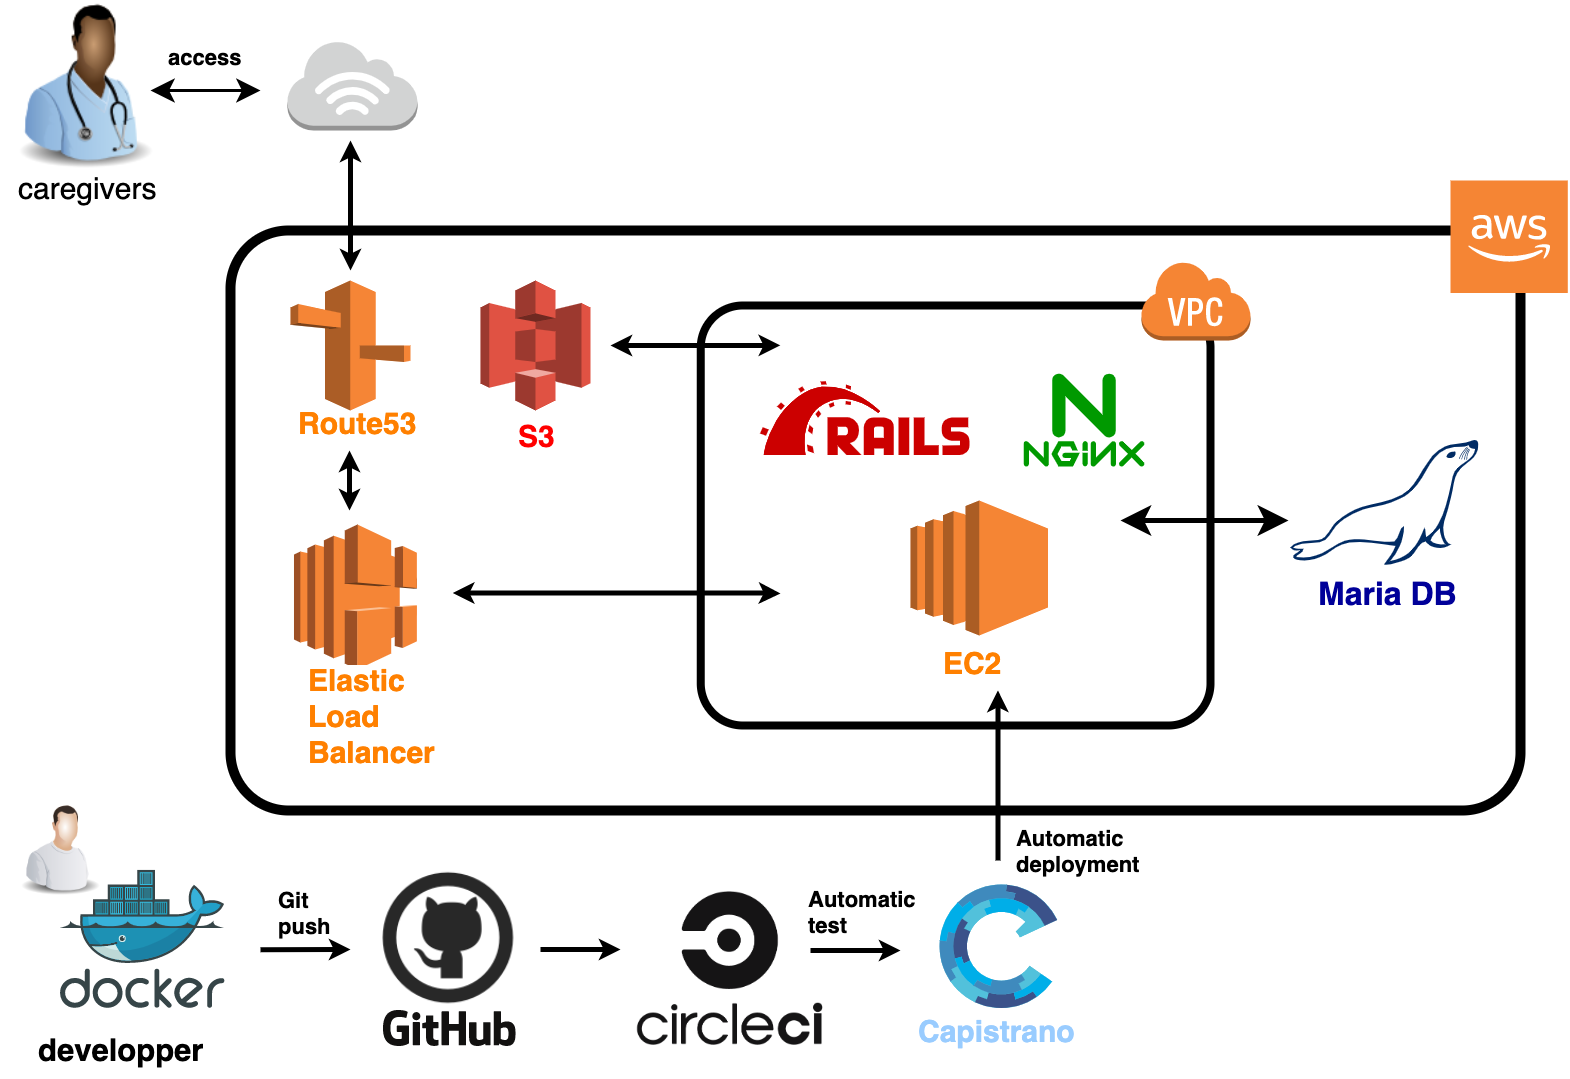 access
caregivers
aws
VPC
Route53
S3
RAILS
NGiNX
Maria DB
EC2
Elastic
Load
Balancer
Automatic
deployment
Git
push
Automatic
test
docker
GitHub
circleci
Capistrano
developper